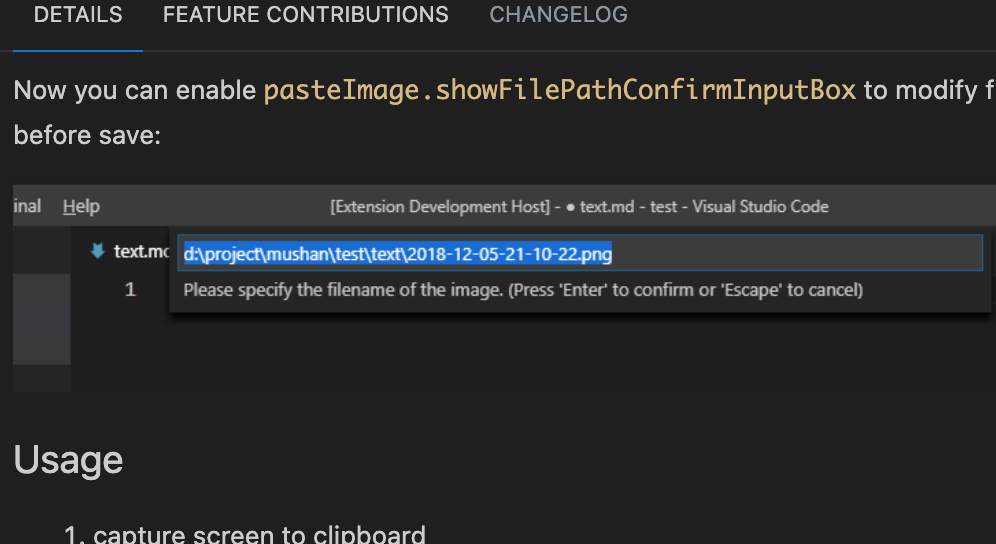 DETAILS FEATURE CONTRIBUTIONS CHANGELOG
Now you can enable pasteImage.showFilePathConfirmInputBox to modify f
before save:
inal Help [Extension Development Host] - ● text.md - test - Visual Studio Code
text.mc d:\project\mushan\test\text\2018-12-05-21-10-22.png
1 Please specify the filename of the image. (Press 'Enter' to confirm or 'Escape' to cancel)
Usage
1. capture screen to clipboard